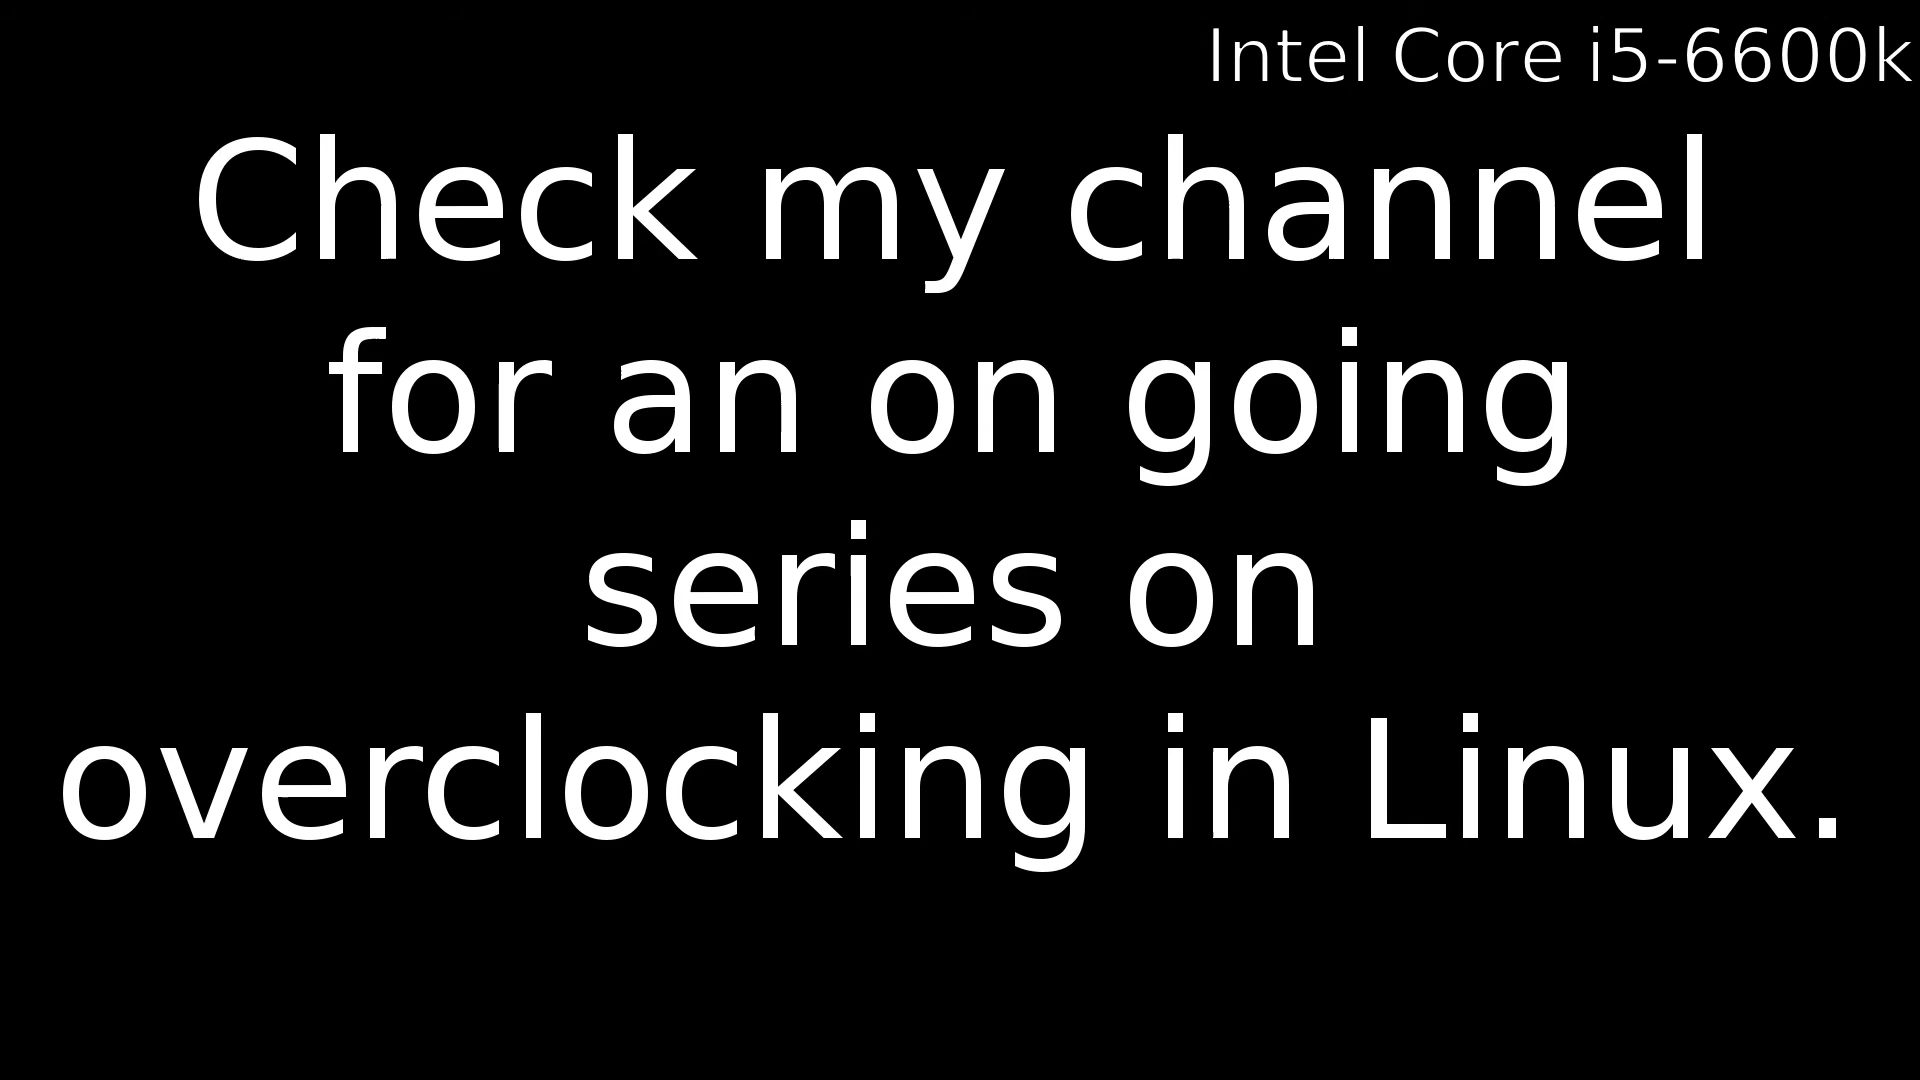 Intel Core i5-6600k
Check my channel
for an on going
series on
overclocking in Linux.